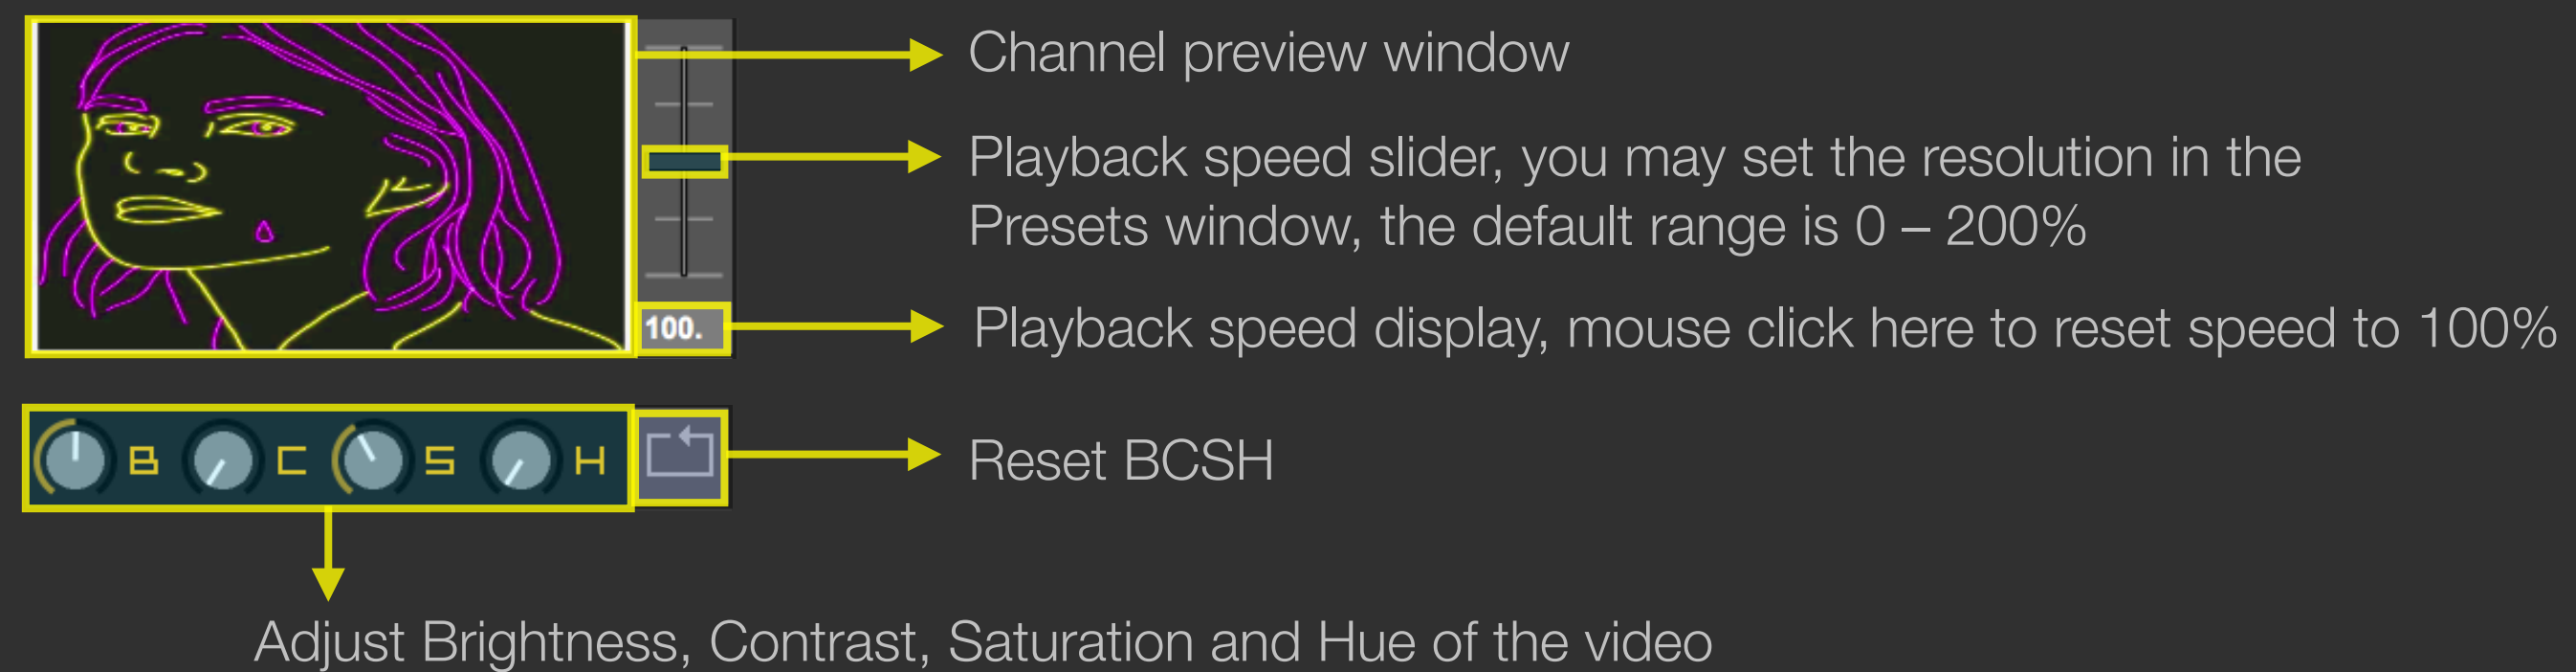 Channel preview window
Playback speed slider, you may set the resolution in the
Presets window, the default range is 0 – 200%
100.
Playback speed display, mouse click here to reset speed to 100%
B C S H
Reset BCSH
Adjust Brightness, Contrast, Saturation and Hue of the video